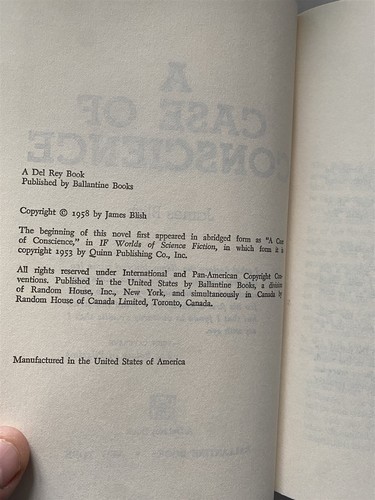 A Del Rey Book
Published by Ballantine Books
Copyright © 1958 by James Blish
The beginning of this novel first appeared in abridged form as "A Case
of Conscience," in IF Worlds of Science Fiction, in which form it is
copyright 1953 by Quinn Publishing Co., Inc.
All rights reserved under International and Pan-American Copyright Con-
ventions. Published in the United States by Ballantine Books, a division
of Random House, Inc., New York, and simultaneously in Canada by
Random House of Canada Limited, Toronto, Canada.
Manufactured in the United States of America
A
CASE OF
CONSCIENCE